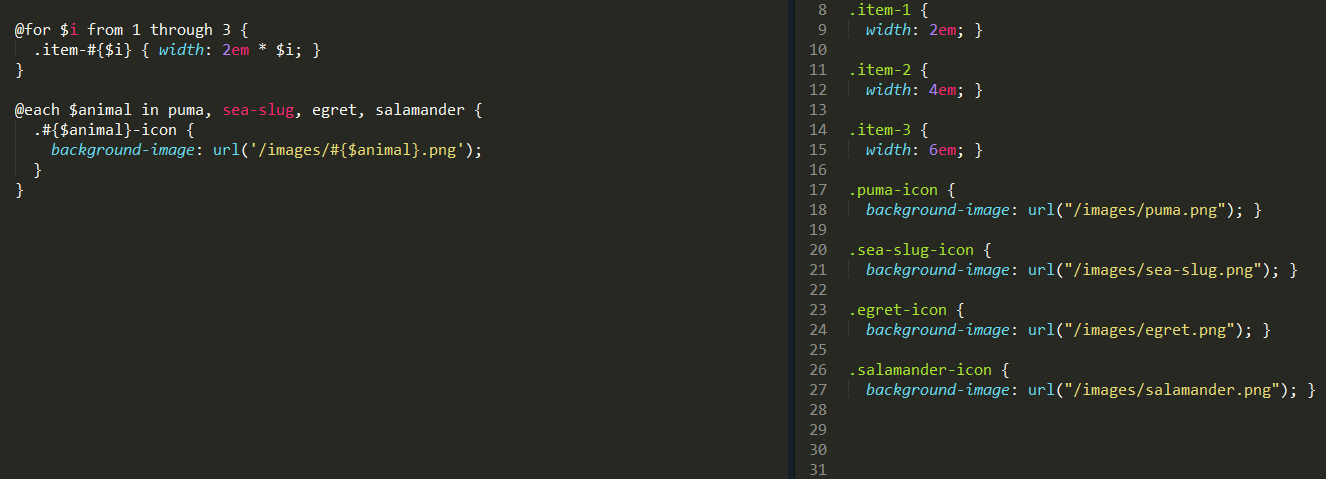 @for $i from 1 through 3 {
  .item-#{$i} { width: 2em * $i; }
}

@each $animal in puma, sea-slug, egret, salamander {
  .#{$animal}-icon {
    background-image: url('/images/#{$animal}.png');
  }
}

8 .item-1 {
9   width: 2em; }
10
11 .item-2 {
12   width: 4em; }
13
14 .item-3 {
15   width: 6em; }
16
17 .puma-icon {
18   background-image: url("/images/puma.png"); }
19
20 .sea-slug-icon {
21   background-image: url("/images/sea-slug.png"); }
22
23 .egret-icon {
24   background-image: url("/images/egret.png"); }
25
26 .salamander-icon {
27   background-image: url("/images/salamander.png"); }
28
29
30
31